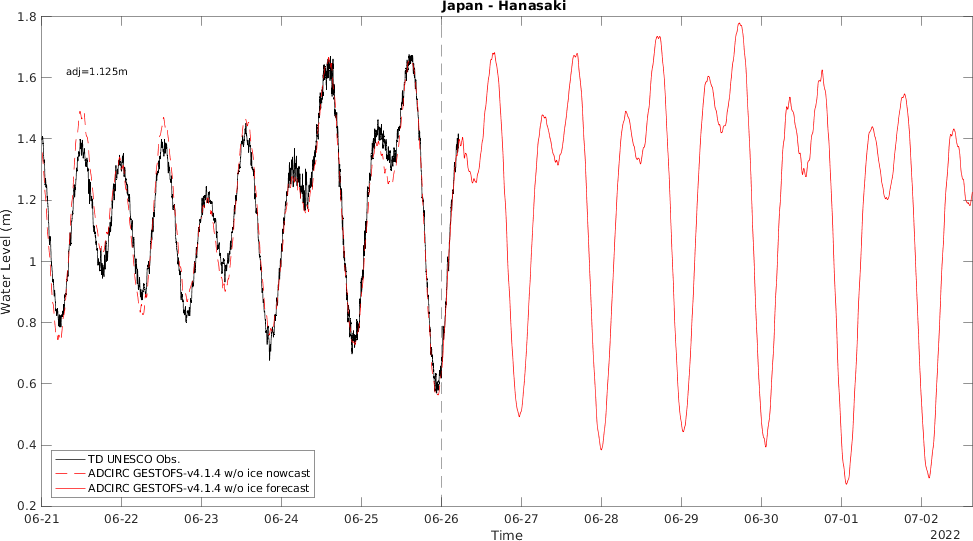 Japan - Hanasaki
1.8
1.6
1.4
1.2
1
0.8
0.6
0.4
0.2
Water Level (m)
adj=1.125m
TD UNESCO Obs.
ADCIRC GESTOFS-v4.1.4 w/o ice nowcast
ADCIRC GESTOFS-v4.1.4 w/o ice forecast
06-21 06-22 06-23 06-24 06-25 06-26 06-27 06-28 06-29 06-30 07-01 07-02
Time
2022